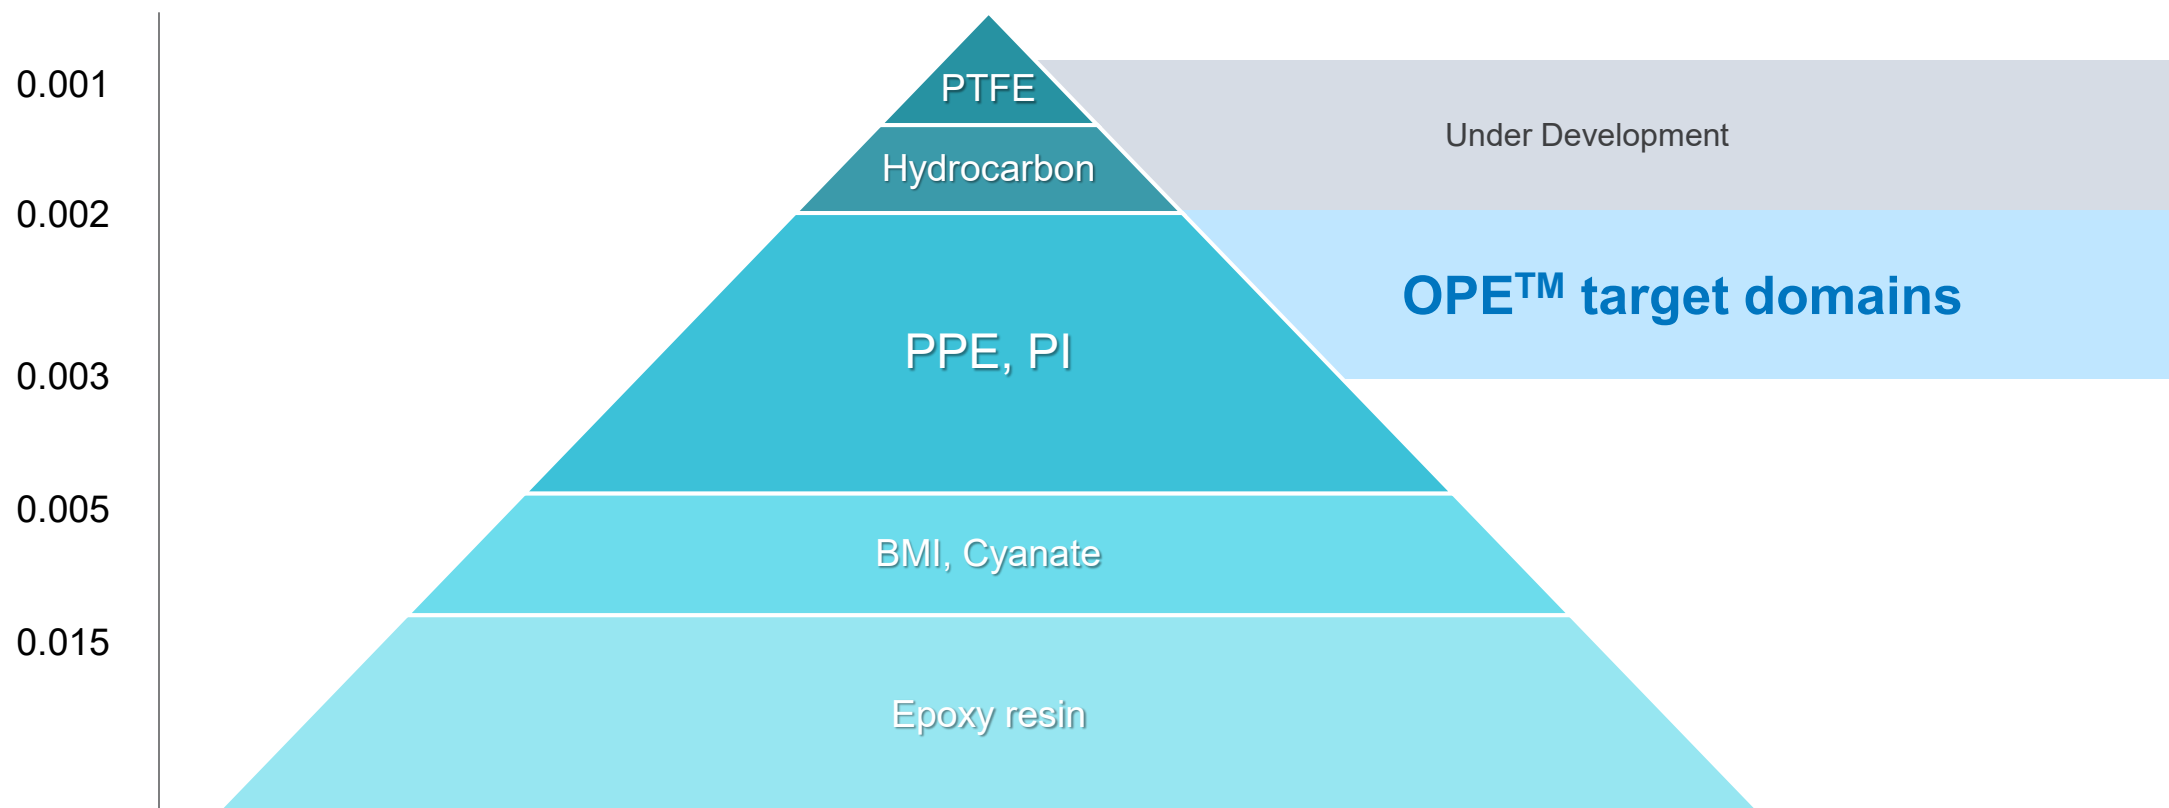 0.001
0.002
0.003
0.005
0.015
PTFE
Hydrocarbon
PPE, PI
BMI, Cyanate
Epoxy resin
Under Development
OPE™ target domains